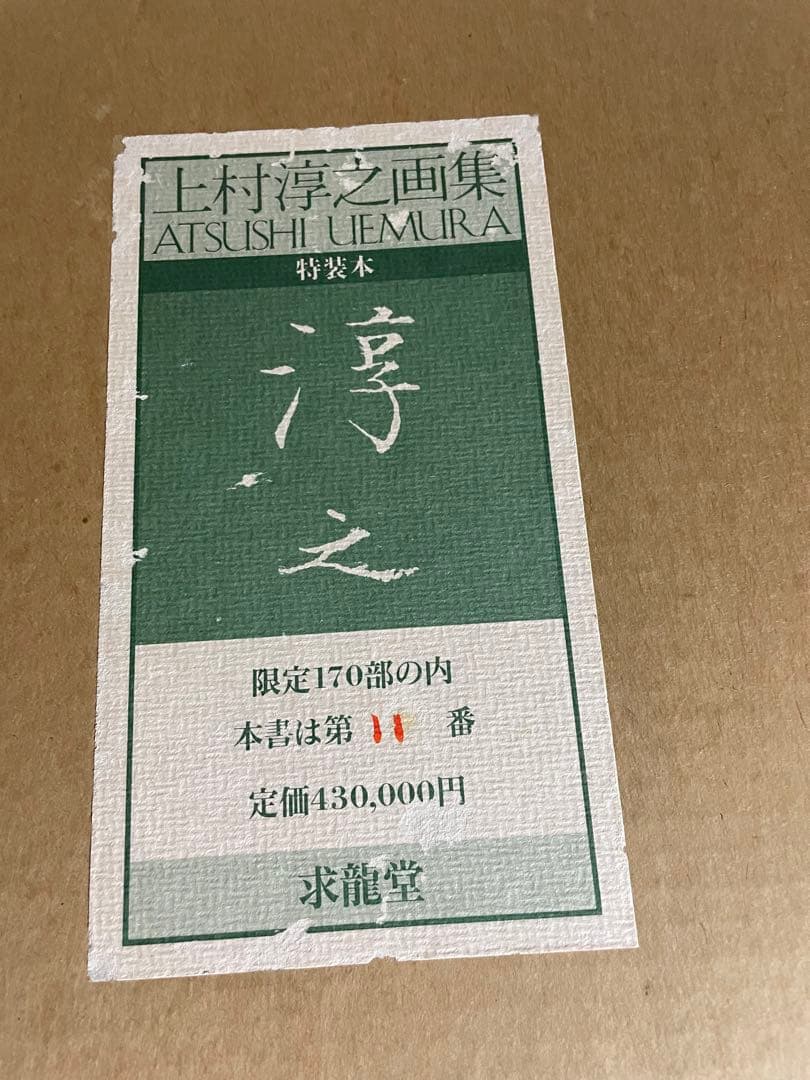 上村淳之画集
ATSUSHI UEMURA
特装本
淳之
限定170部の内
本書は第 11 番
定価430,000円
求龍堂